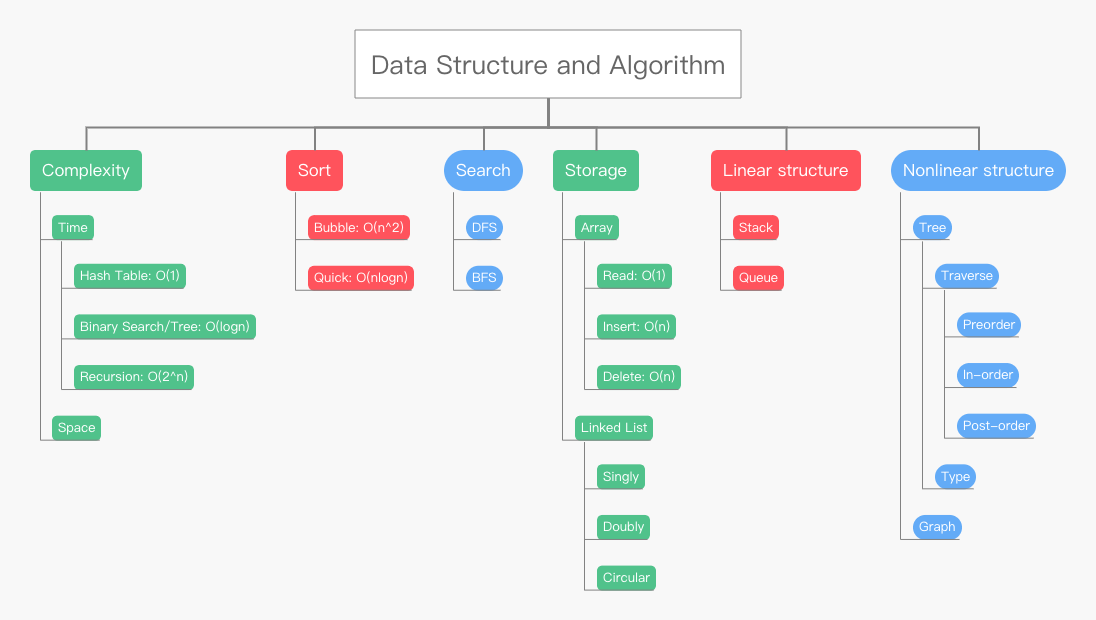 Data Structure and Algorithm
Complexity
Time
Hash Table: O(1)
Binary Search/Tree: O(logn)
Recursion: O(2^n)
Space
Sort
Bubble: O(n^2)
Quick: O(nlogn)
Search
DFS
BFS
Storage
Array
Read: O(1)
Insert: O(n)
Delete: O(n)
Linked List
Singly
Doubly
Circular
Linear structure
Stack
Queue
Nonlinear structure
Tree
Traverse
Preorder
In-order
Post-order
Type
Graph